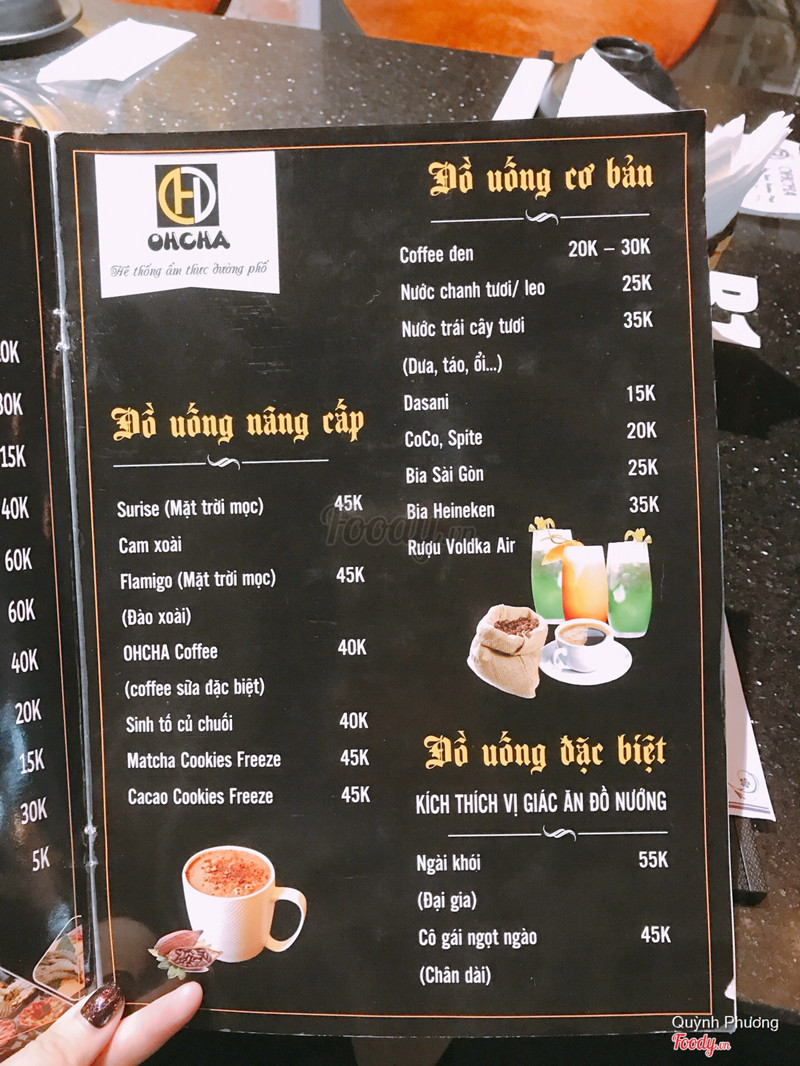 OHCHA
Hệ thống ẩm thực đường phố
Đồ uống nâng cấp
Surise (Mặt trời mọc) 45K
Cam xoài
Flamigo (Mặt trời mọc) 45K
(Đào xoài)
OHCHA Coffee 40K
(coffee sữa đặc biệt)
Sinh tố củ chuối 40K
Matcha Cookies Freeze 45K
Cacao Cookies Freeze 45K
Đồ uống cơ bản
Coffee đen 20K – 30K
Nước chanh tươi/ leo 25K
Nước trái cây tươi 35K
(Dưa, táo, ổi...)
Dasani 15K
CoCo, Spite 20K
Bia Sài Gòn 25K
Bia Heineken 35K
Rượu Voldka Air
Đồ uống đặc biệt
KÍCH THÍCH VỊ GIÁC ĂN ĐỒ NƯỚNG
Ngài khói 55K
(Đại gia)
Cô gái ngọt ngào 45K
(Chân dài)
15K
40K
60K
60K
40K
20K
15K
30K
5K
B1
Foody.vn
Quỳnh Phương
Foody.vn